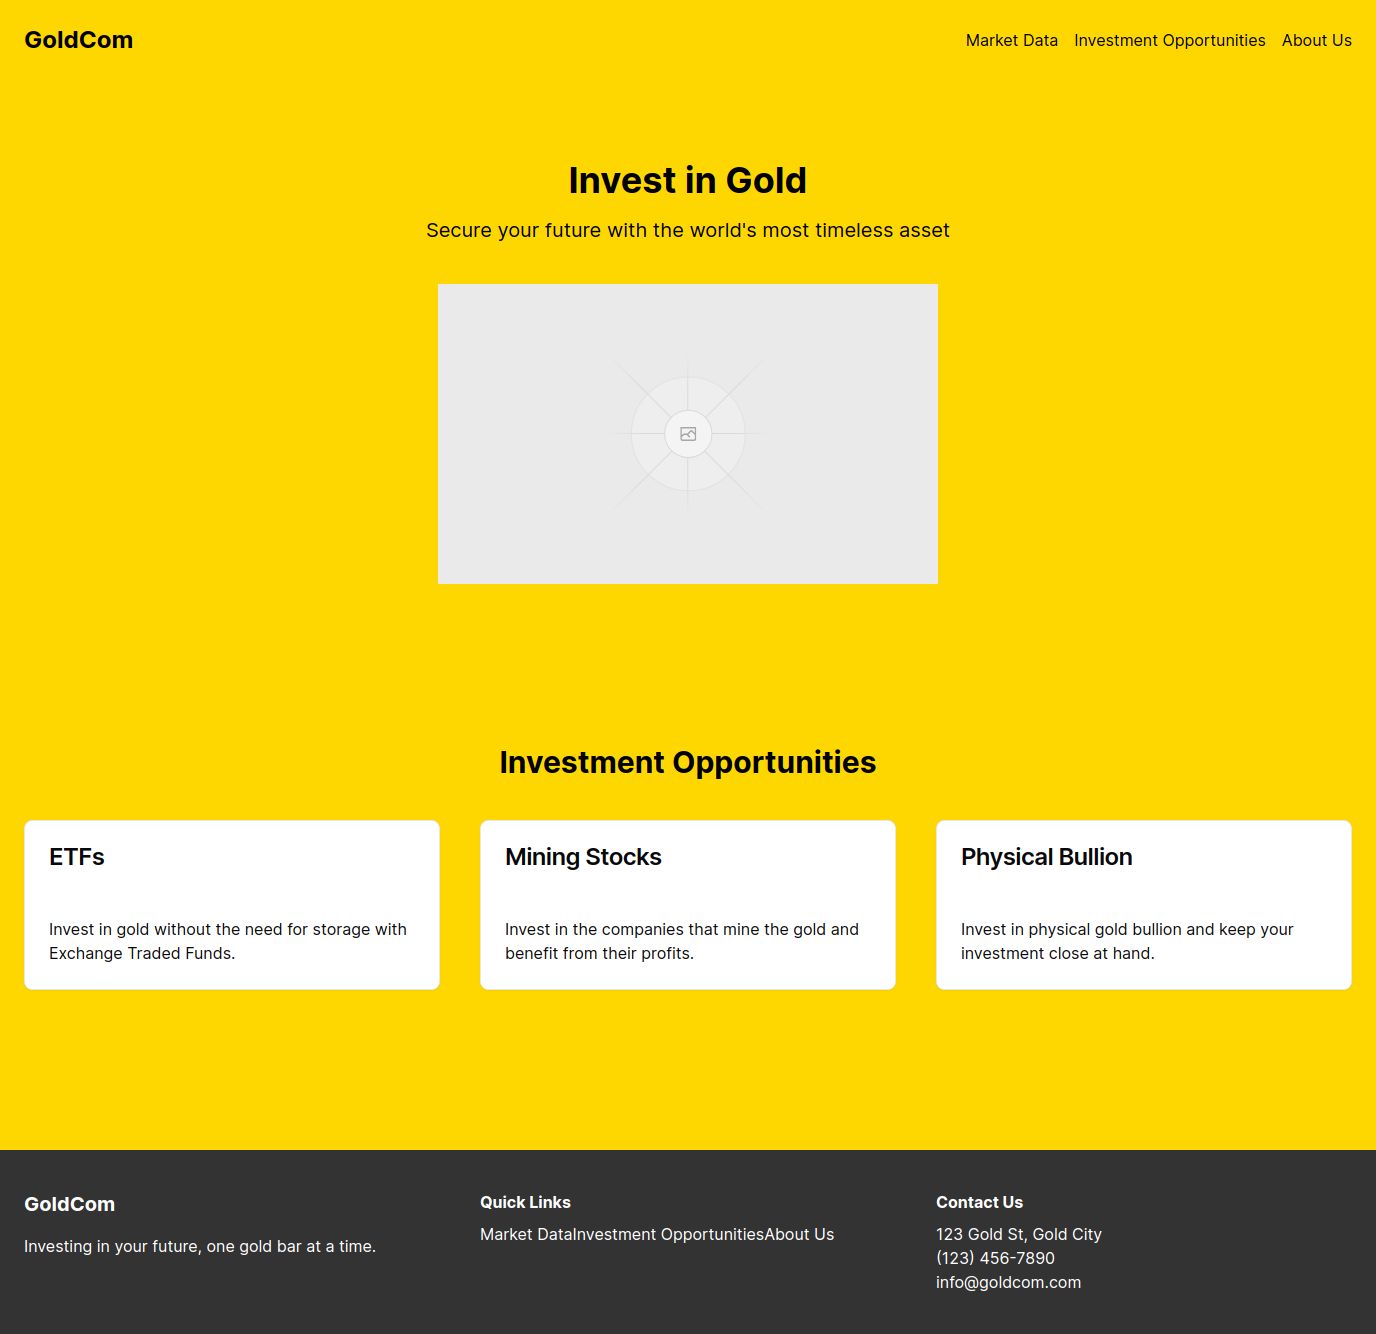 GoldCom
Market Data Investment Opportunities About Us
Invest in Gold
Secure your future with the world's most timeless asset
Investment Opportunities
ETFs
Invest in gold without the need for storage with
Exchange Traded Funds.
Mining Stocks
Invest in the companies that mine the gold and
benefit from their profits.
Physical Bullion
Invest in physical gold bullion and keep your
investment close at hand.
GoldCom
Investing in your future, one gold bar at a time.
Quick Links
Market DataInvestment OpportunitiesAbout Us
Contact Us
123 Gold St, Gold City
(123) 456-7890
info@goldcom.com